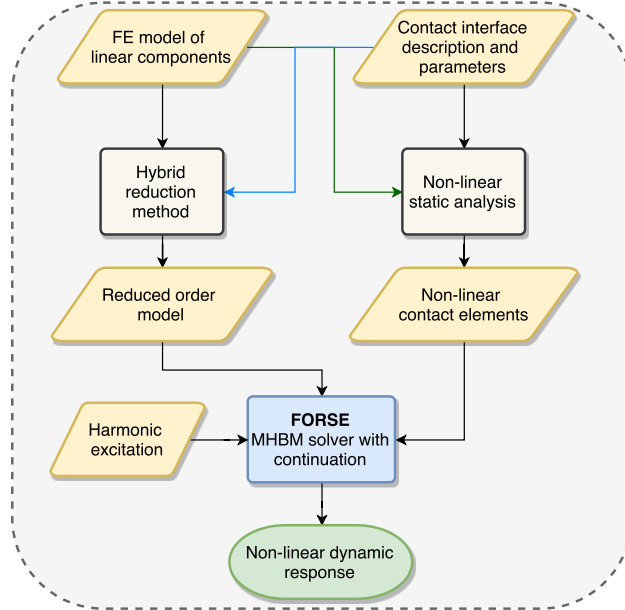 FE model of
linear components
Contact interface
description and
parameters
Hybrid
reduction
method
Non-linear
static analysis
Reduced order
model
Non-linear
contact elements
Harmonic
excitation
FORSE
MHBM solver with
continuation
Non-linear dynamic
response